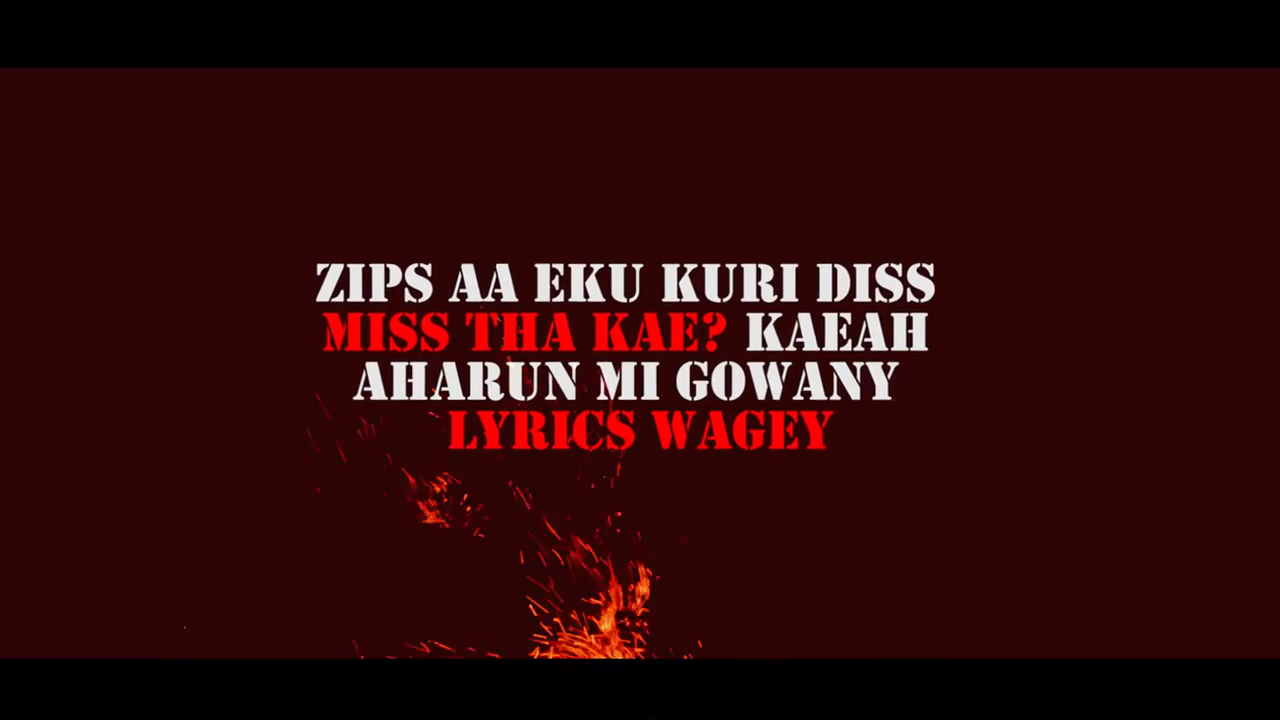 ZIPS AA EKU KURI DISS
MISS THA KAE? KAEAH
AHARUN MI GOWANY
LYRICS WAGEY